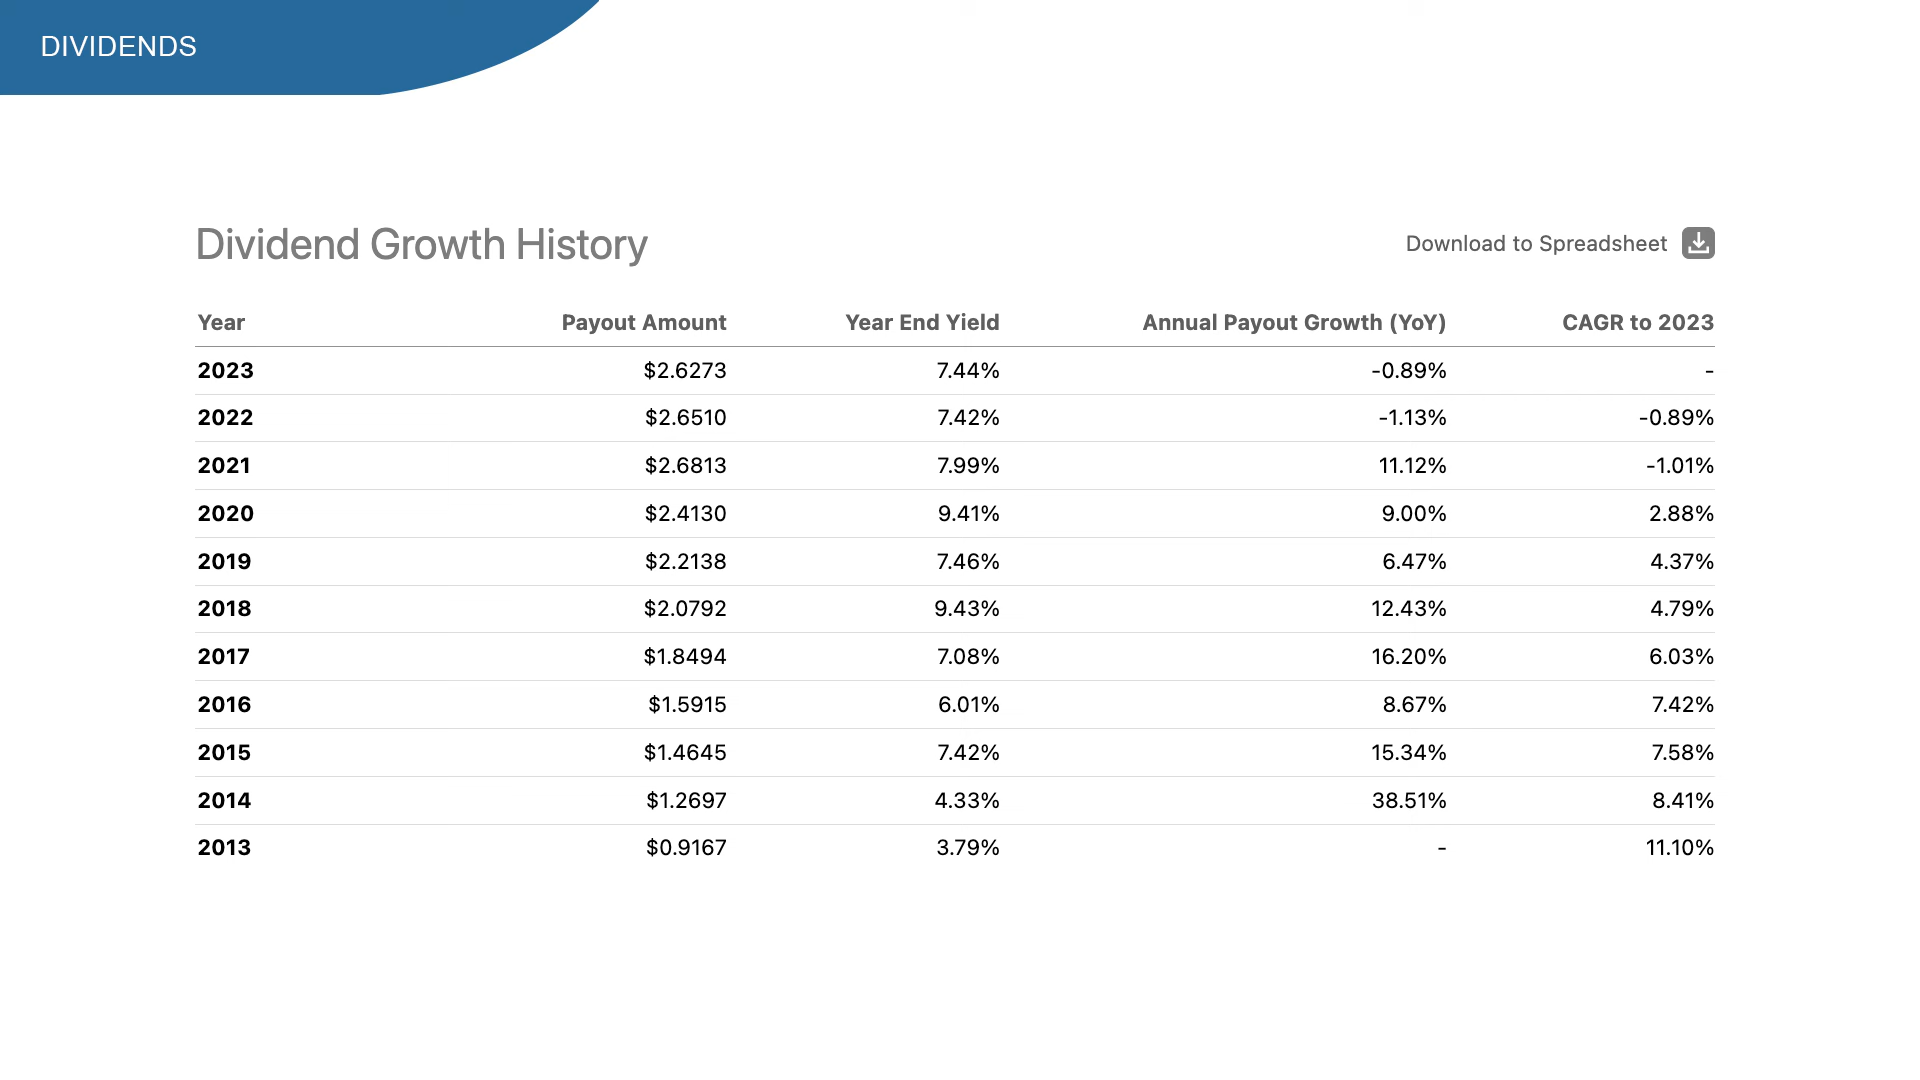 DIVIDENDS
Dividend Growth History
Download to Spreadsheet
Year Payout Amount Year End Yield Annual Payout Growth (YoY) CAGR to 2023
2023 $2.6273 7.44% -0.89% -
2022 $2.6510 7.42% -1.13% -0.89%
2021 $2.6813 7.99% 11.12% -1.01%
2020 $2.4130 9.41% 9.00% 2.88%
2019 $2.2138 7.46% 6.47% 4.37%
2018 $2.0792 9.43% 12.43% 4.79%
2017 $1.8494 7.08% 16.20% 6.03%
2016 $1.5915 6.01% 8.67% 7.42%
2015 $1.4645 7.42% 15.34% 7.58%
2014 $1.2697 4.33% 38.51% 8.41%
2013 $0.9167 3.79% - 11.10%